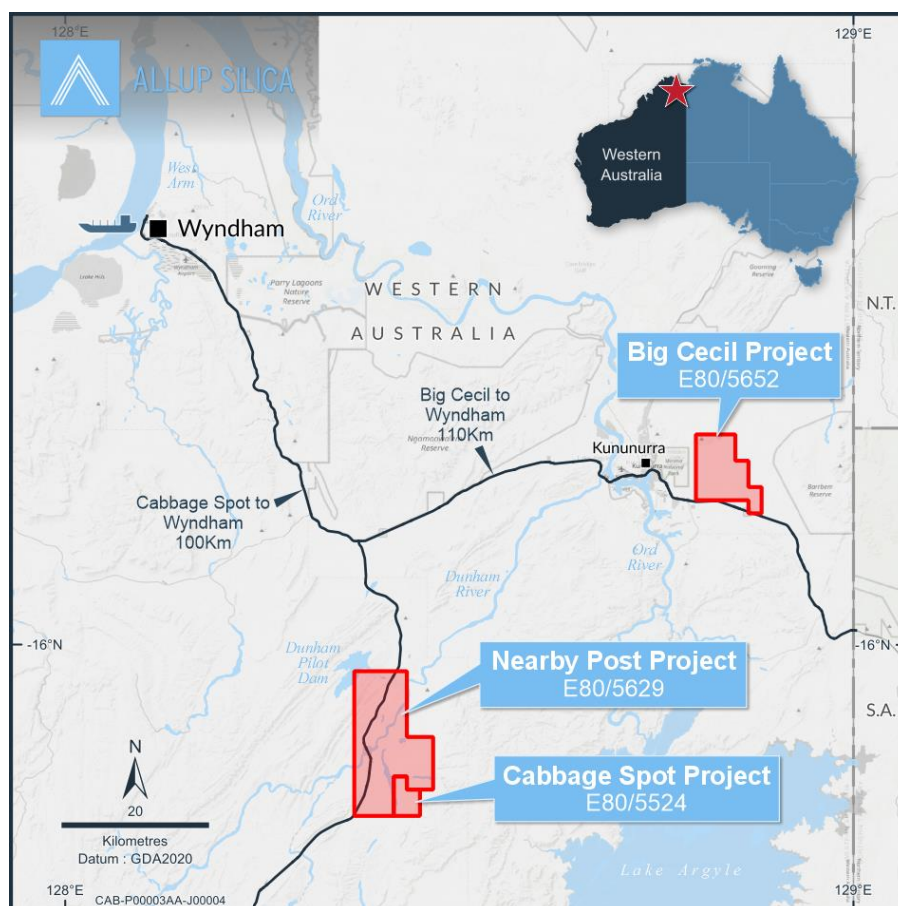 128°E
129°E
ALLUP SILICA
West
Arm
Ord
River
Wyndham
Wyndham
Airport
Parry Lagoons
Nature
Reserve
Western
Australia
WESTERN
AUSTRALIA
N.T.
Big Cecil Project
E80/5652
Big Cecil to
Wyndham
110Km
Kununurra
Cabbage Spot to
Wyndham
100Km
Ord
River
Dunham
River
-16°N
-16°N
Dunham
Pilot
Dam
Nearby Post Project
E80/5629
S.A.
Cabbage Spot Project
E80/5524
N
20
Kilometres
Datum : GDA2020
Lake Argyle
128°E
129°E
CAB-P00003AA-J00004